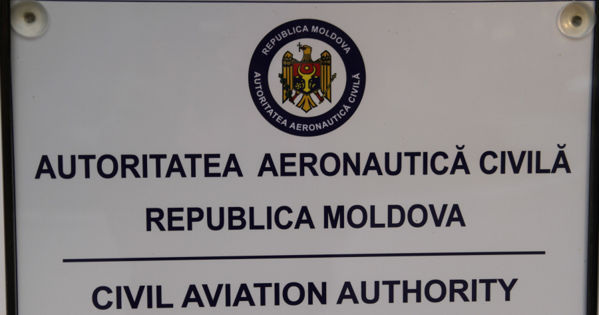 REPUBLICA MOLDOVA
AUTORITATEA AERONAUTICĂ CIVILĂ
AUTORITATEA AERONAUTICĂ CIVILĂ
REPUBLICA MOLDOVA
CIVIL AVIATION AUTHORITY